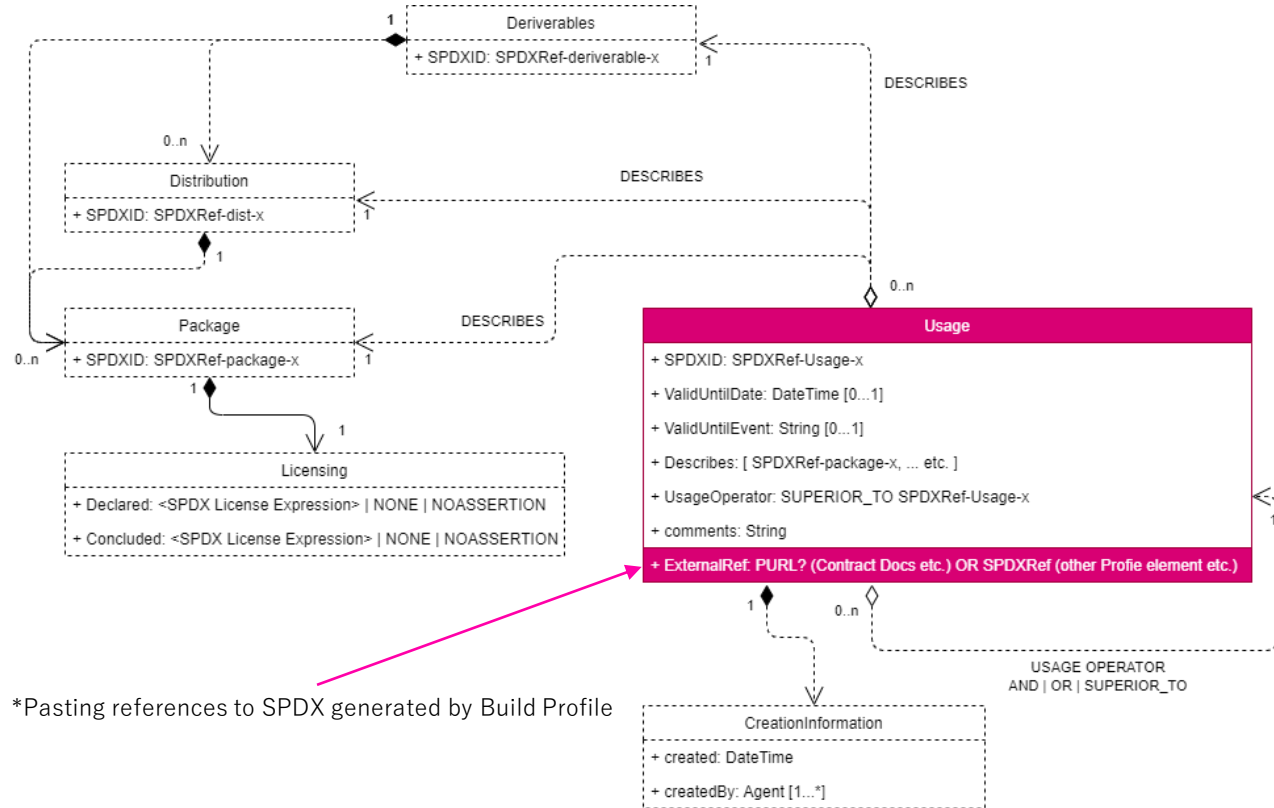 1
Deriverables
+ SPDXID: SPDXRef-deriverable-x
1
DESCRIBES
0..n
Distribution
+ SPDXID: SPDXRef-dist-x
DESCRIBES
1
1
0..n
Package
+ SPDXID: SPDXRef-package-x
DESCRIBES
1
0..n
1
1
Licensing
+ Declared: <SPDX License Expression> | NONE | NOASSERTION
+ Concluded: <SPDX License Expression> | NONE | NOASSERTION
Usage
+ SPDXID: SPDXRef-Usage-x
+ ValidUntilDate: DateTime [0...1]
+ ValidUntilEvent: String [0...1]
+ Describes: [ SPDXRef-package-x, ... etc. ]
+ UsageOperator: SUPERIOR_TO SPDXRef-Usage-x
+ comments: String
+ ExternalRef: PURL? (Contract Docs etc.) OR SPDXRef (other Profie element etc.)
1
1
0..n
USAGE OPERATOR
AND | OR | SUPERIOR_TO
*Pasting references to SPDX generated by Build Profile
CreationInformation
+ created: DateTime
+ createdBy: Agent [1...*]